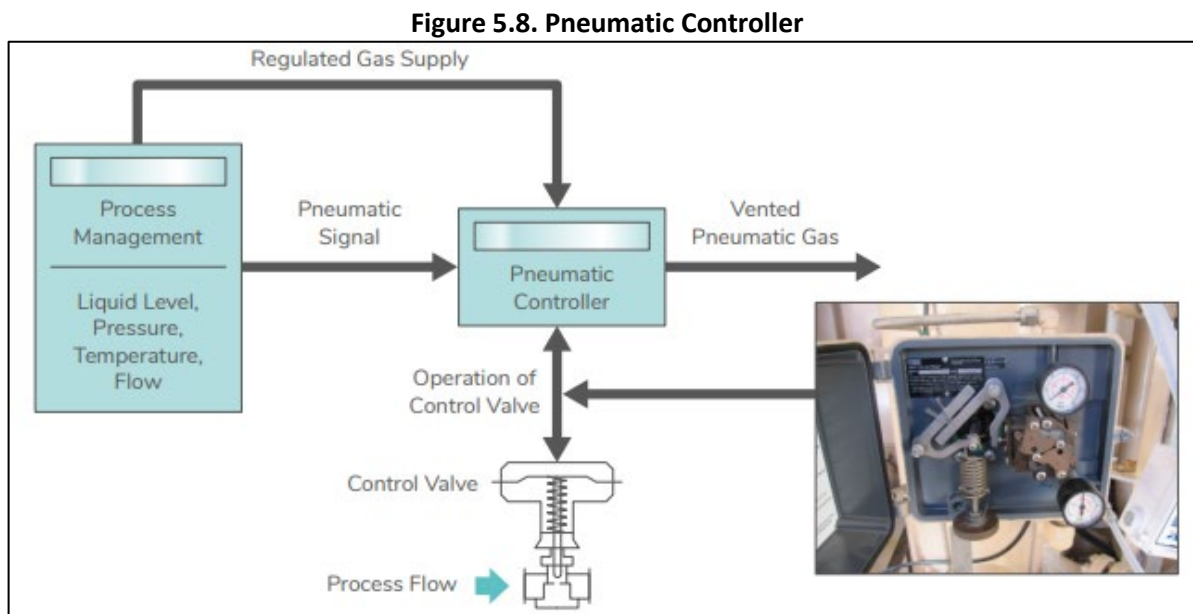 Figure 5.8. Pneumatic Controller
Regulated Gas Supply
Process
Management
Liquid Level,
Pressure,
Temperature,
Flow
Pneumatic
Signal
Pneumatic
Controller
Vented
Pneumatic Gas
Operation of
Control Valve
Control Valve
Process Flow